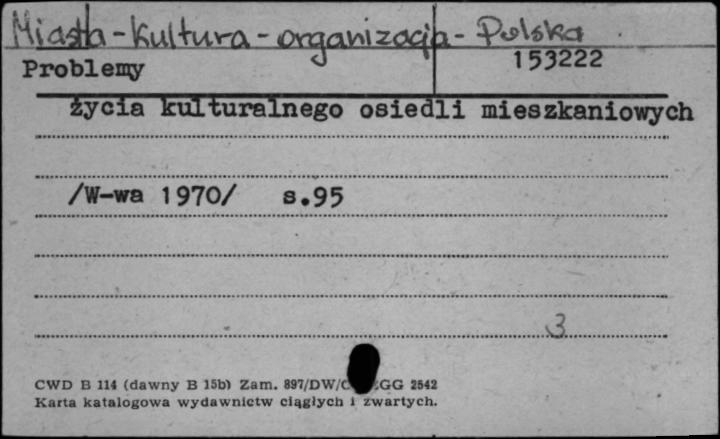 Miasta - Kultura - organizacja - Polska
Problemy 153222
życia kulturalnego osiedli mieszkaniowych
/W-wa 1970/ s.95
3
CWD B 114 (dawny B 15b) Zam. 897/DW/ GG 2542
Karta katalogowa wydawnictw ciągłych i zwartych.